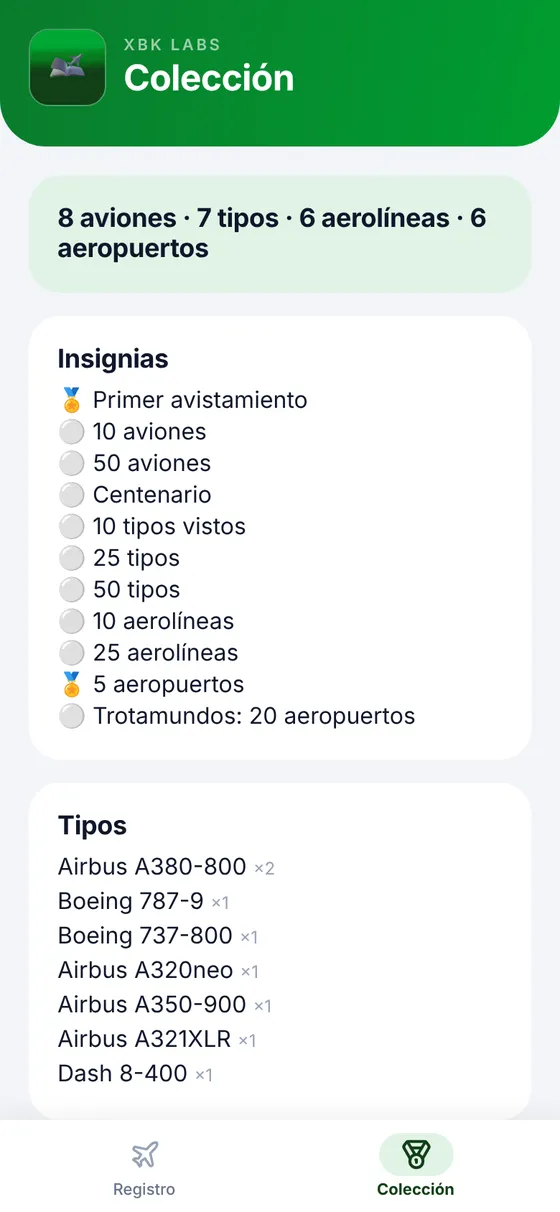 XBK LABS
Colección
8 aviones · 7 tipos · 6 aerolíneas · 6
aeropuertos
Insignias
🏅 Primer avistamiento
⚪ 10 aviones
⚪ 50 aviones
⚪ Centenario
⚪ 10 tipos vistos
⚪ 25 tipos
⚪ 50 tipos
⚪ 10 aerolíneas
⚪ 25 aerolíneas
🏅 5 aeropuertos
⚪ Trotamundos: 20 aeropuertos
Tipos
Airbus A380-800 ×2
Boeing 787-9 ×1
Boeing 737-800 ×1
Airbus A320neo ×1
Airbus A350-900 ×1
Airbus A321XLR ×1
Dash 8-400 ×1
Registro
Colección